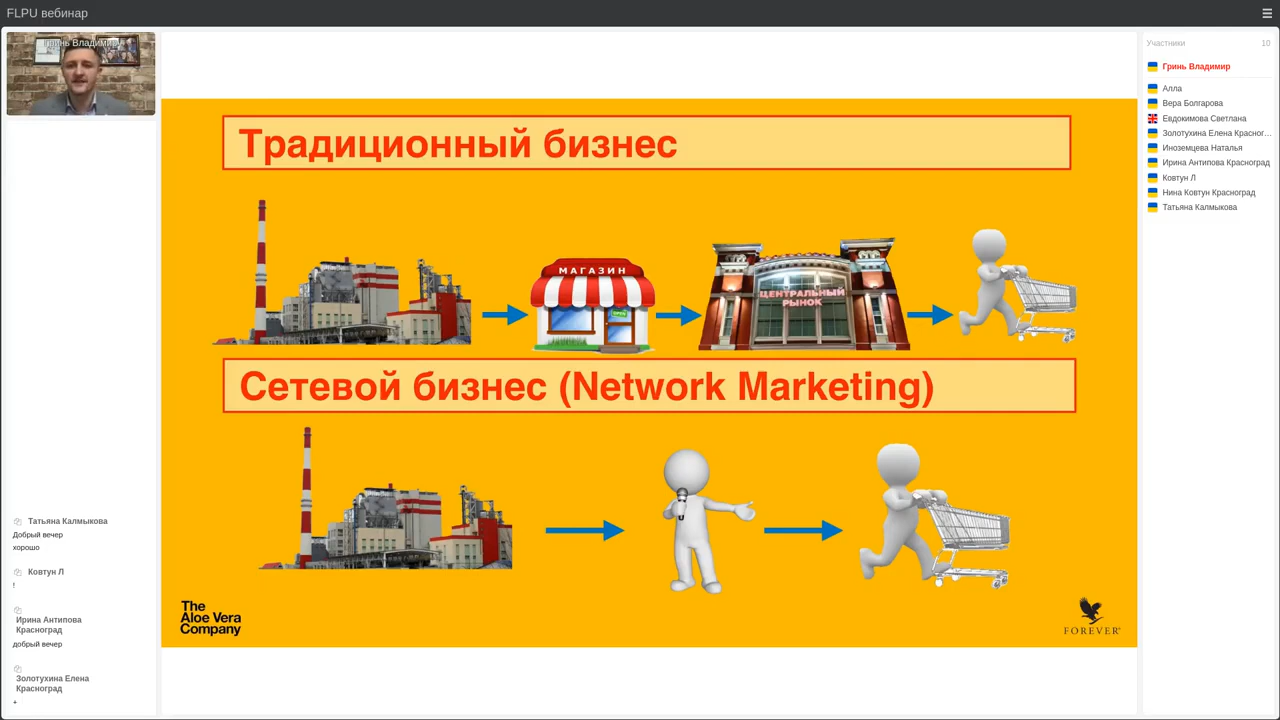 FLPU вебинар
Гринь Владимир
Татьяна Калмыкова
Добрый вечер
хорошо
Ковтун Л
!
Ирина Антипова
Красноград
добрый вечер
Золотухина Елена
Красноград
+
Традиционный бизнес
МАГАЗИН
ЦЕНТРАЛЬНЫЙ
РЫНОК
Сетевой бизнес (Network Marketing)
The
Aloe Vera
Company
FOREVER
Участники 10
Гринь Владимир
Алла
Вера Болгарова
Евдокимова Светлана
Золотухина Елена Красног...
Иноземцева Наталья
Ирина Антипова Красноград
Ковтун Л
Нина Ковтун Красноград
Татьяна Калмыкова